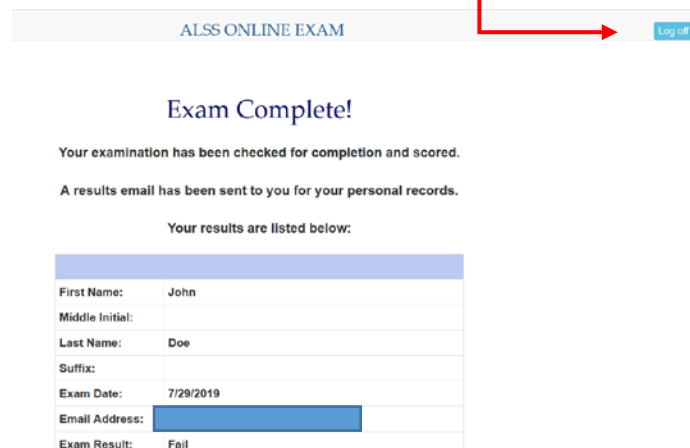 ALSS ONLINE EXAM
Log off
Exam Complete!
Your examination has been checked for completion and scored.
A results email has been sent to you for your personal records.
Your results are listed below:
First Name: John
Middle Initial:
Last Name: Doe
Suffix:
Exam Date: 7/29/2019
Email Address:
Exam Result: Fail